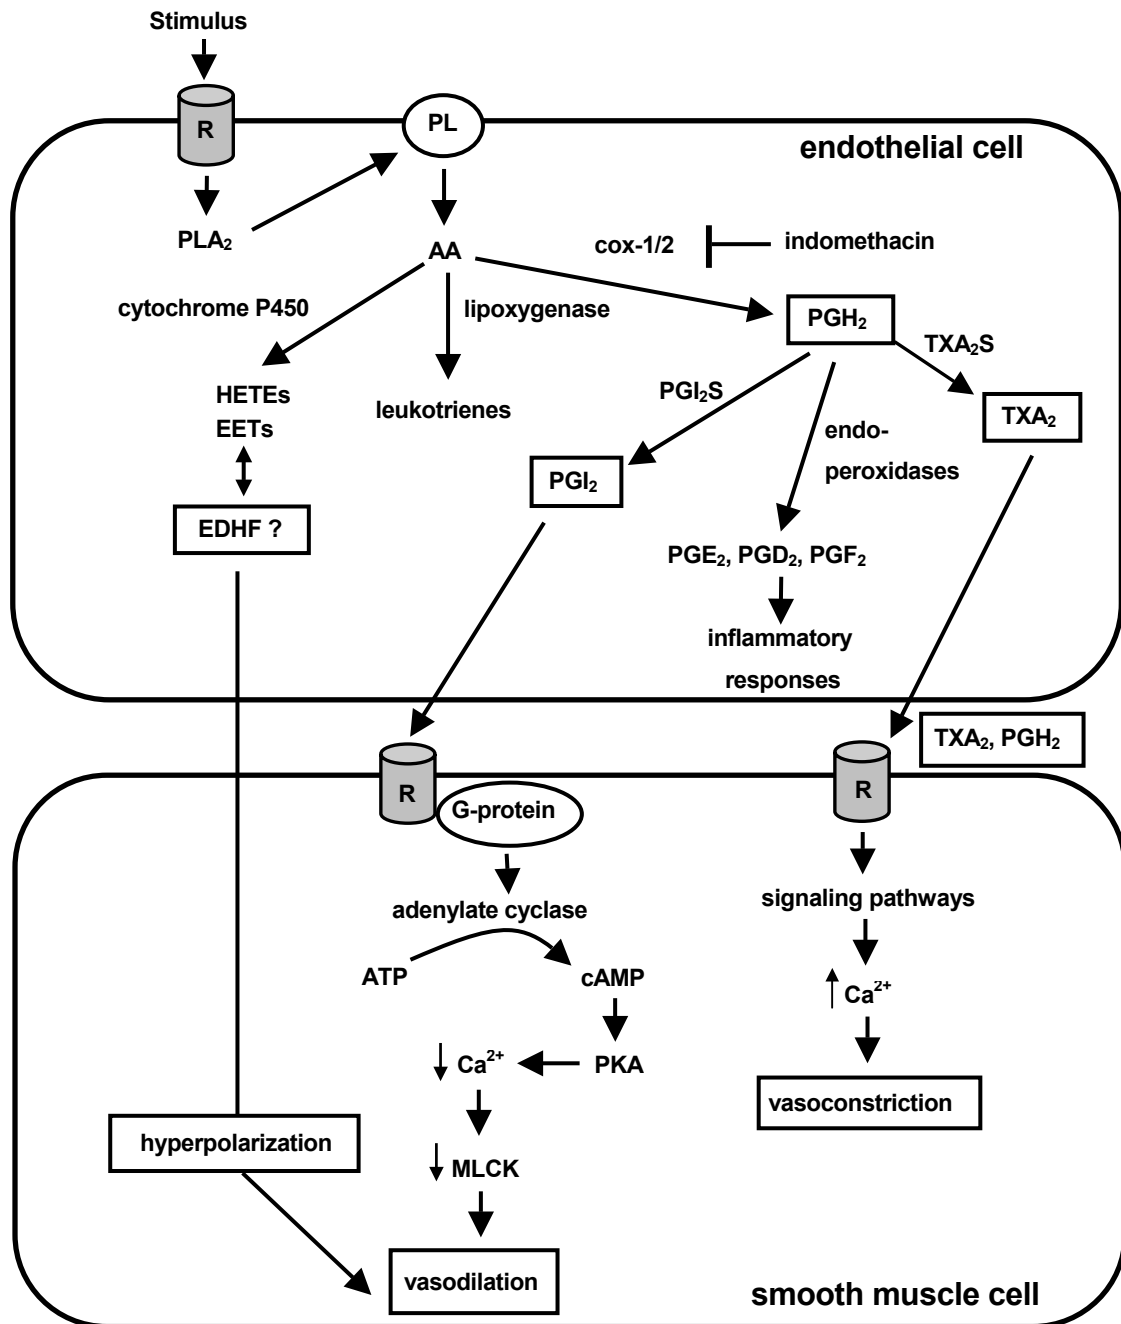 Stimulus
R
PL
endothelial cell
PLA₂
AA
cox-1/2
indomethacin
cytochrome P450
lipoxygenase
PGH₂
TXA₂S
HETEs
EETs
leukotrienes
PGI₂S
TXA₂
endo-
peroxidases
PGI₂
EDHF ?
PGE₂, PGD₂, PGF₂
inflammatory
responses
TXA₂, PGH₂
R
G-protein
R
adenylate cyclase
signaling pathways
ATP
cAMP
Ca²⁺
Ca²⁺
PKA
vasoconstriction
hyperpolarization
MLCK
vasodilation
smooth muscle cell